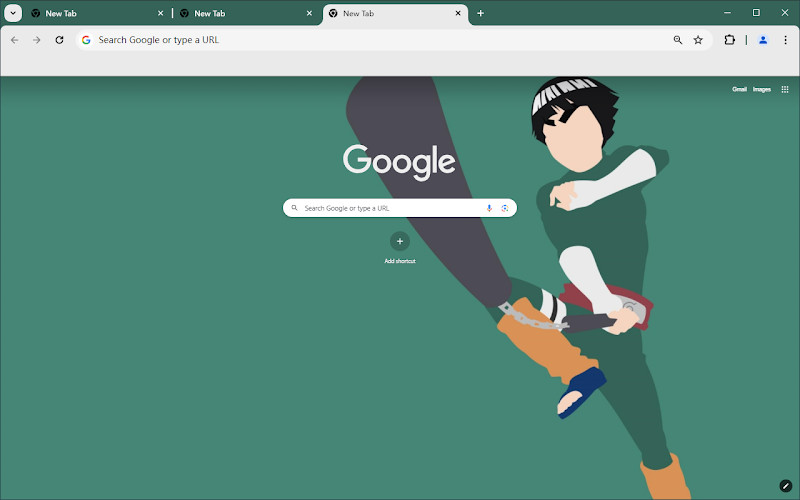 New Tab
New Tab
New Tab
Search Google or type a URL
Gmail Images
Google
Search Google or type a URL
Add shortcut